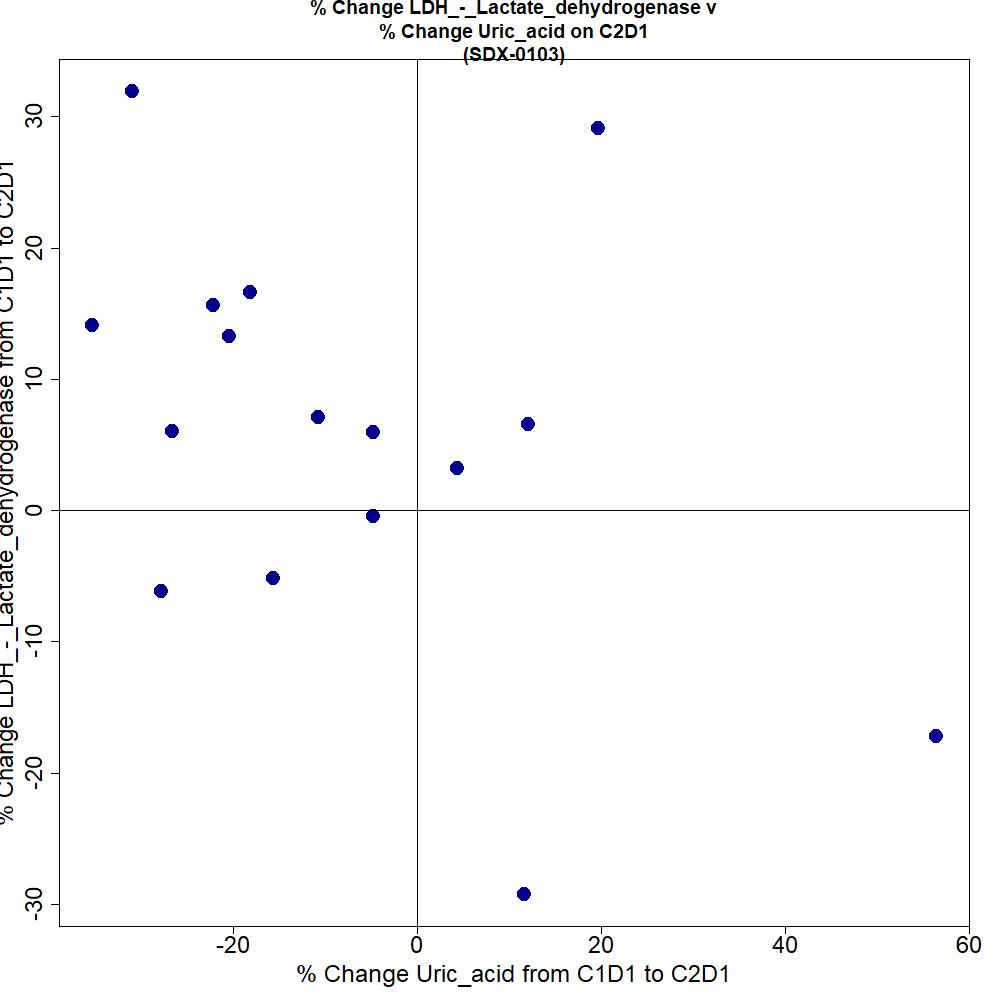 % Change LDH_-_Lactate_dehydrogenase v
% Change Uric_acid on C2D1
(SDX-0103)
% Change LDH_-_Lactate_dehydrogenase from C1D1 to C2D1
30
20
10
0
-10
-20
-30
-20
0
20
40
60
% Change Uric_acid from C1D1 to C2D1